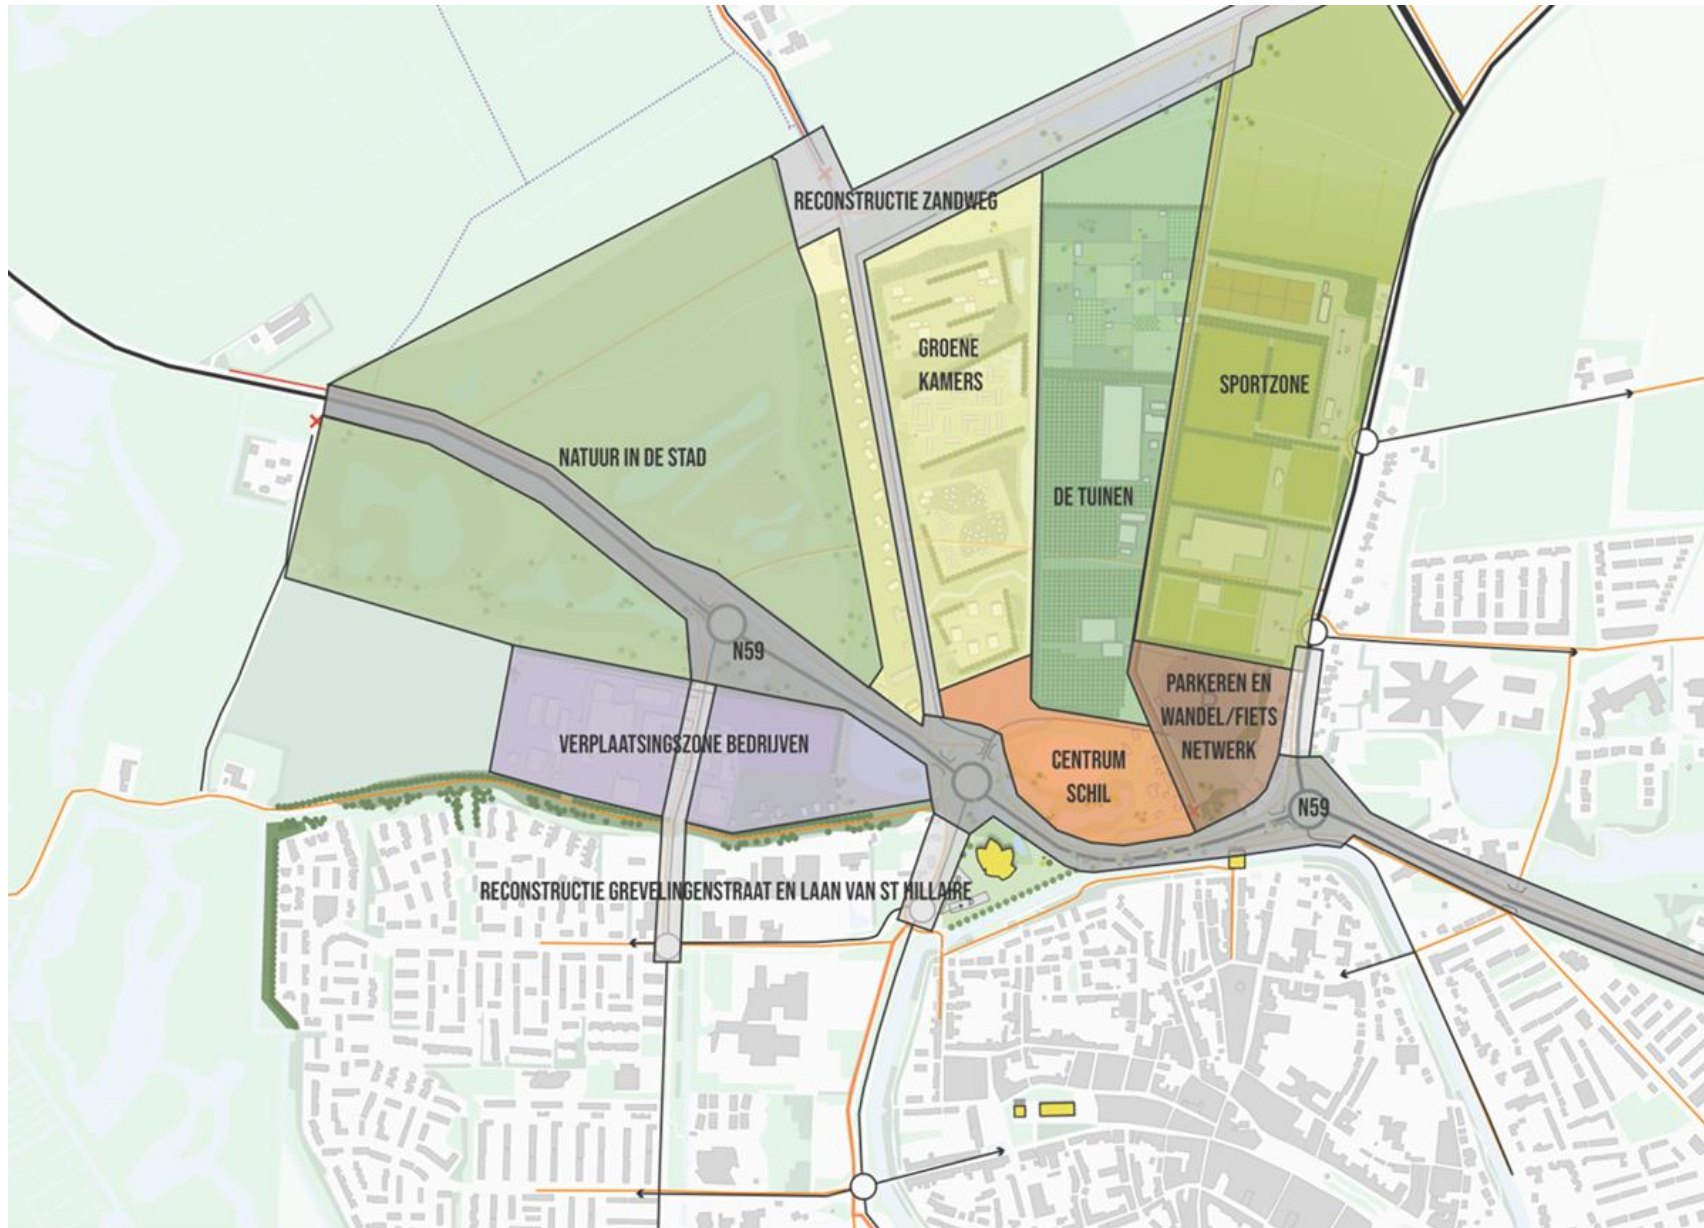 RECONSTRUCTIE ZANDWEG
GROENE
KAMERS
SPORTZONE
NATUUR IN DE STAD
DE TUINEN
N59
PARKEREN EN
WANDEL/FIETS
NETWERK
VERPLAATSINGSZONE BEDRIJVEN
CENTRUM
SCHIL
N59
RECONSTRUCTIE GREVELINGENSTRAAT EN LAAN VAN ST HILLAIRE